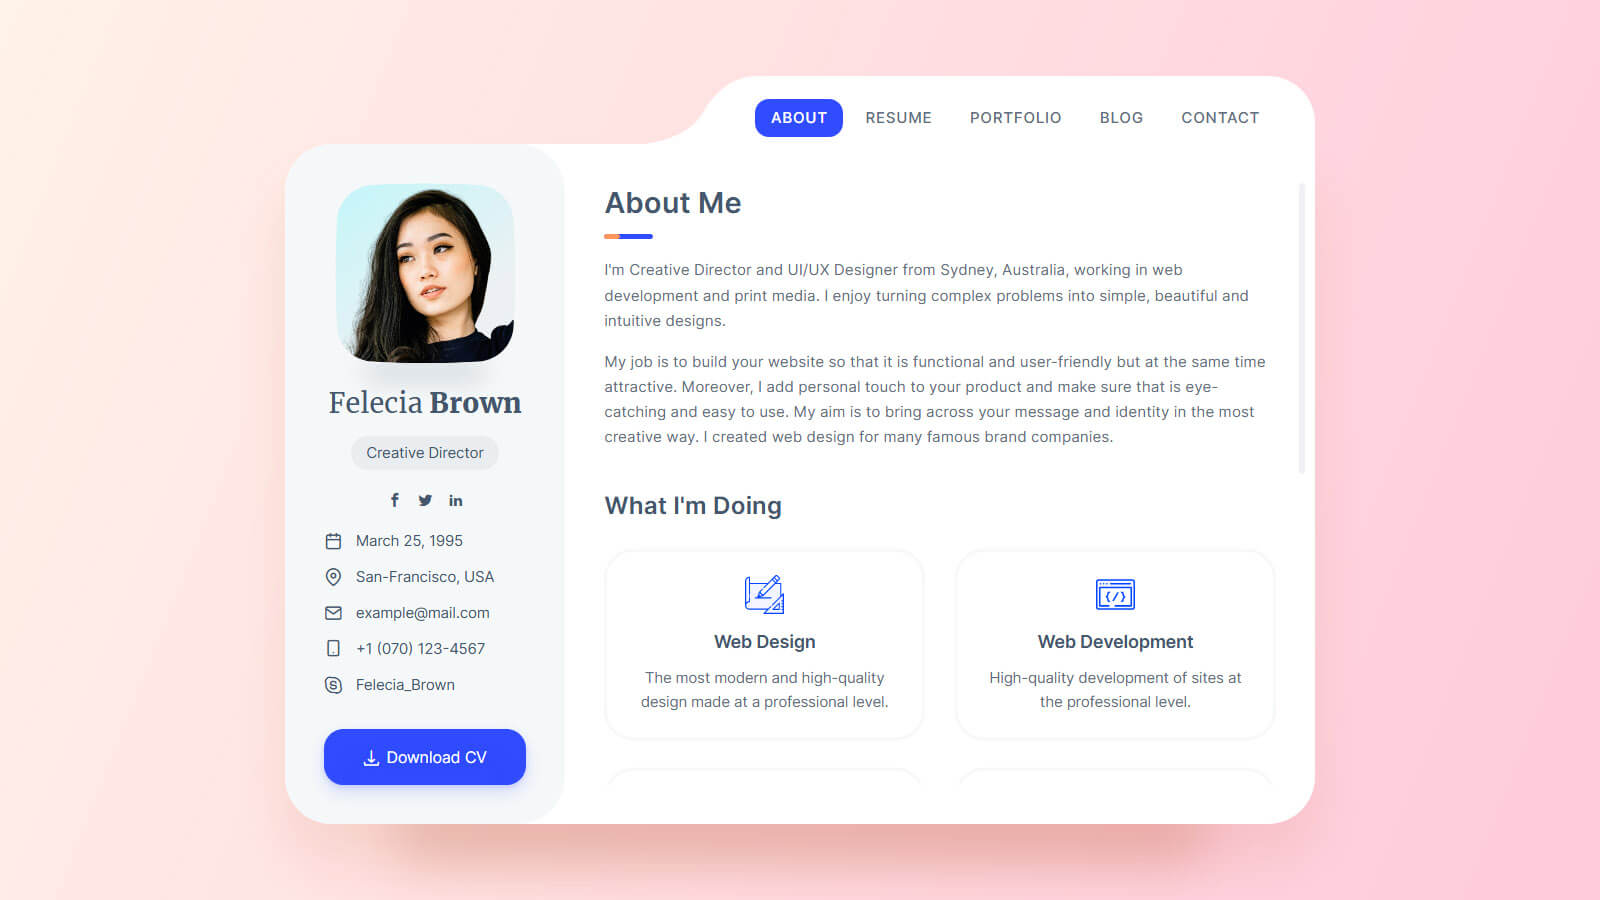 ABOUT RESUME PORTFOLIO BLOG CONTACT
Felecia Brown
Creative Director
March 25, 1995
San-Francisco, USA
example@mail.com
+1 (070) 123-4567
Felecia_Brown
Download CV
About Me
I'm Creative Director and UI/UX Designer from Sydney, Australia, working in web
development and print media. I enjoy turning complex problems into simple, beautiful and
intuitive designs.
My job is to build your website so that it is functional and user-friendly but at the same time
attractive. Moreover, I add personal touch to your product and make sure that is eye-
catching and easy to use. My aim is to bring across your message and identity in the most
creative way. I created web design for many famous brand companies.
What I'm Doing
Web Design
The most modern and high-quality
design made at a professional level.
Web Development
High-quality development of sites at
the professional level.